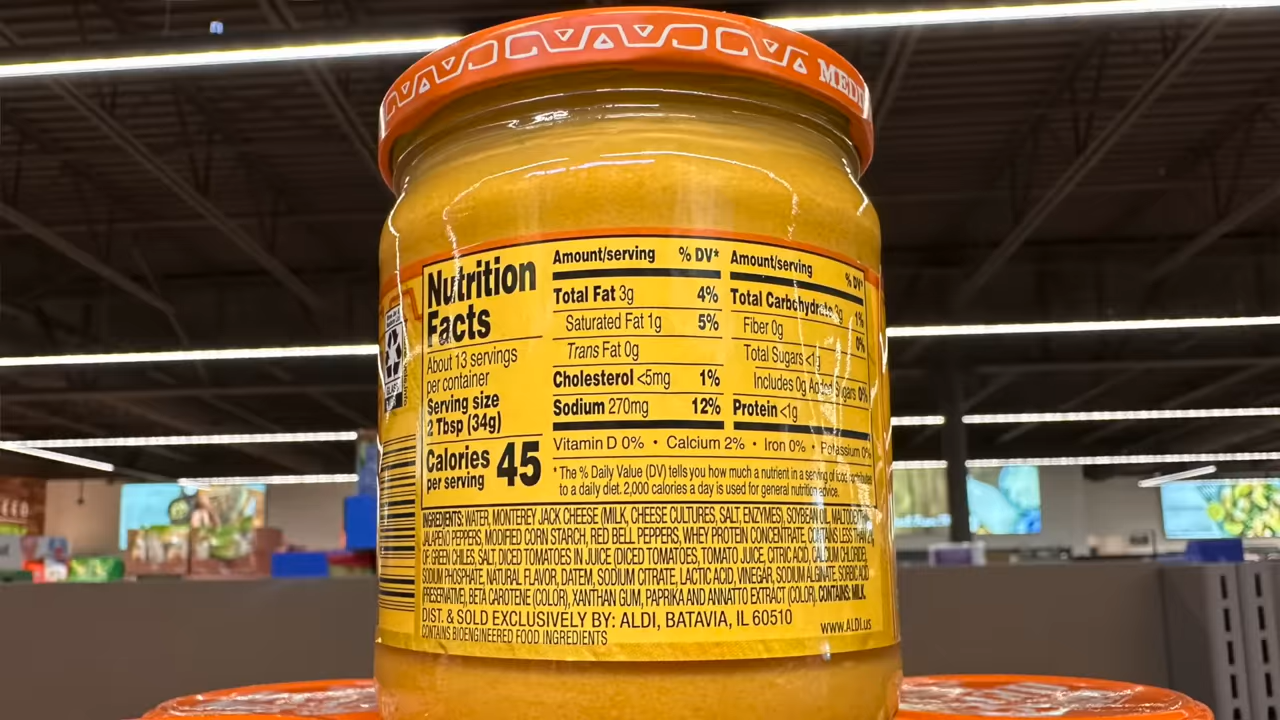 MEDI
Nutrition
Facts
About 13 servings
per container
Serving size
2 Tbsp (34g)
Calories
per serving
45
Amount/serving % DV*
Total Fat 3g 4%
Saturated Fat 1g 5%
Trans Fat 0g
Cholesterol <5mg 1%
Sodium 270mg 12%
Amount/serving % DV*
Total Carbohydrate 3g 1%
Fiber 0g 0%
Total Sugars <1g
Includes 0g Added Sugars 0%
Protein <1g
Vitamin D 0% • Calcium 2% • Iron 0% • Potassium 0%
* The % Daily Value (DV) tells you how much a nutrient in a serving of food contributes
to a daily diet. 2,000 calories a day is used for general nutrition advice.
INGREDIENTS: WATER, MONTEREY JACK CHEESE (MILK, CHEESE CULTURES, SALT, ENZYMES), SOYBEAN OIL, MALTODEXTRIN,
JALAPENO PEPPERS, MODIFIED CORN STARCH, RED BELL PEPPERS, WHEY PROTEIN CONCENTRATE, CONTAINS LESS THAN 2%
OF: GREEN CHILES, SALT, DICED TOMATOES IN JUICE (DICED TOMATOES, TOMATO JUICE, CITRIC ACID, CALCIUM CHLORIDE),
SODIUM PHOSPHATE, NATURAL FLAVOR, DATEM, SODIUM CITRATE, LACTIC ACID, VINEGAR, SODIUM ALGINATE, SORBIC ACID
(PRESERVATIVE), BETA CAROTENE (COLOR), XANTHAN GUM, PAPRIKA AND ANNATTO EXTRACT (COLOR). CONTAINS: MILK.
DIST. & SOLD EXCLUSIVELY BY: ALDI, BATAVIA, IL 60510
www.ALDI.us
CONTAINS BIOENGINEERED FOOD INGREDIENTS